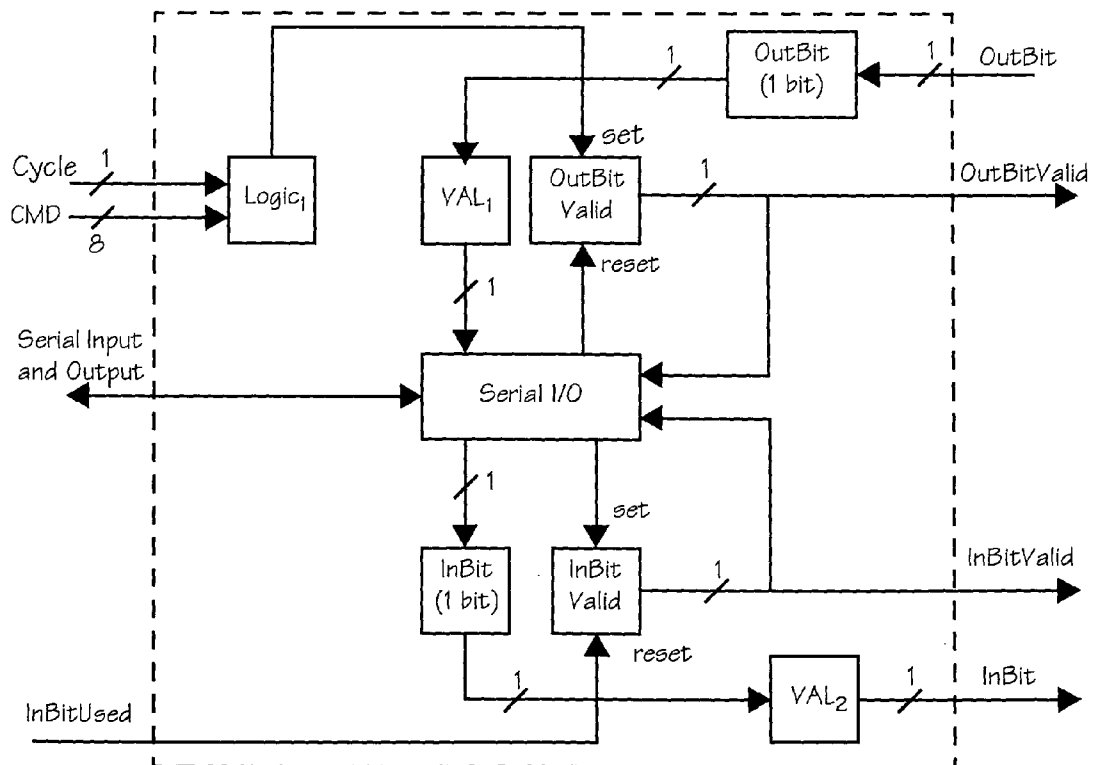 1
OutBit
(1 bit)
1
OutBit
set
Cycle
1
Logic₁
VAL₁
OutBit
Valid
1
OutBitValid
CMD
8
reset
1
Serial Input
and Output
Serial I/O
1
set
InBit
(1 bit)
InBit
Valid
1
InBitValid
reset
1
VAL₂
1
InBit
InBitUsed